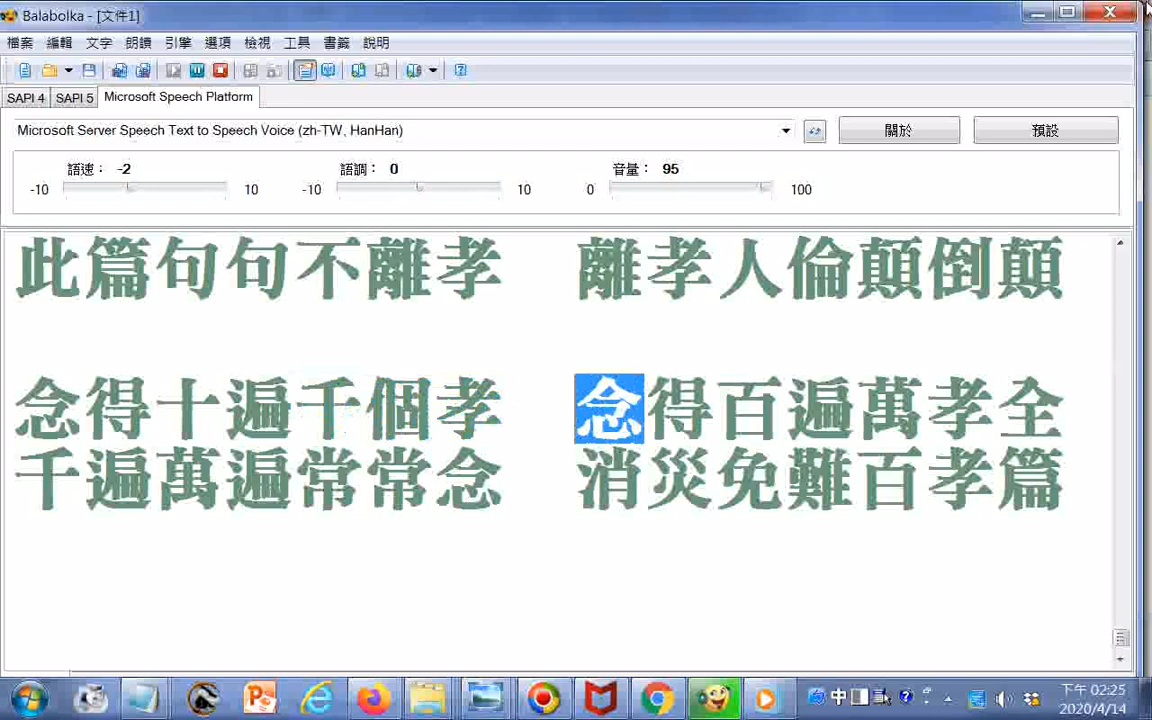 Balabolka - [文件1]
檔案 編輯 文字 朗讀 引擎 選項 檢視 工具 書籤 說明
SAPI 4 SAPI 5 Microsoft Speech Platform
Microsoft Server Speech Text to Speech Voice (zh-TW, HanHan) 關於 預設
語速： -2 語調： 0 音量： 95
-10 10 -10 10 0 100
此篇句句不離孝 離孝人倫顛倒顛
念得十遍千個孝 念得百遍萬孝全
千遍萬遍常常念 消災免難百孝篇
中 下午 02:25
2020/4/14